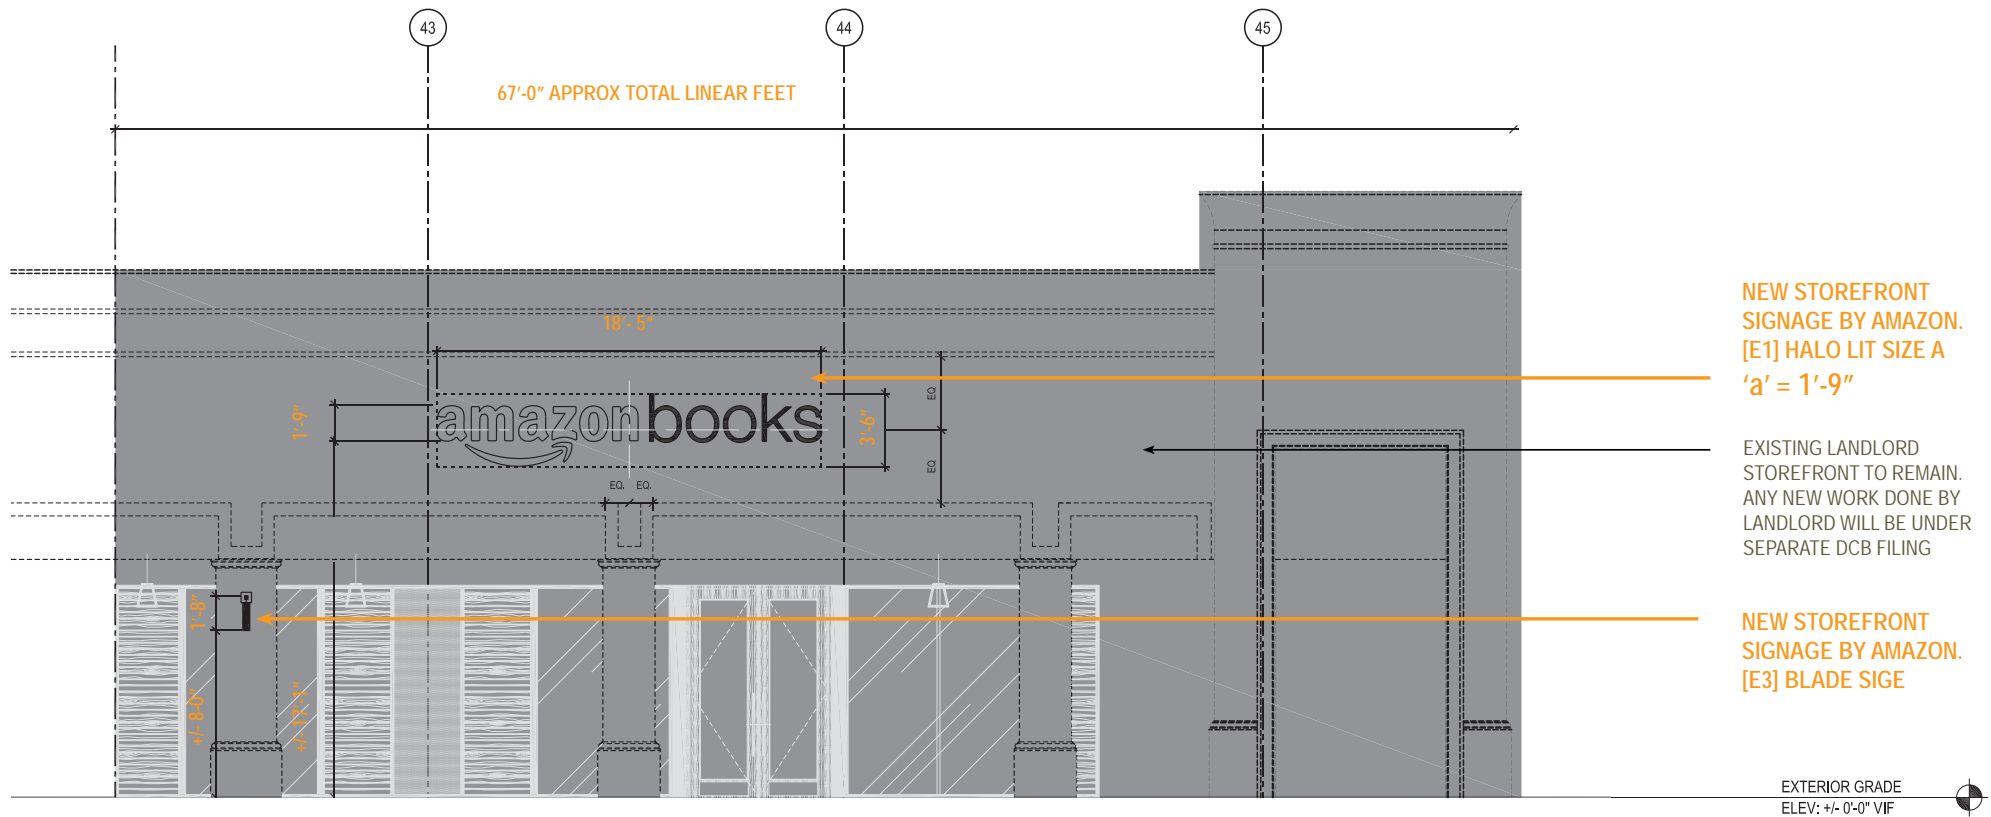 43
44
45
67'-0" APPROX TOTAL LINEAR FEET
18'- 5"
1'-9"
amazonbooks
3'-6"
EQ
EQ
EQ.
EQ.
1'-8"
+/- 8-0"
+/- 17'-1"
NEW STOREFRONT
SIGNAGE BY AMAZON.
[E1] HALO LIT SIZE A
'a' = 1'-9"
EXISTING LANDLORD
STOREFRONT TO REMAIN.
ANY NEW WORK DONE BY
LANDLORD WILL BE UNDER
SEPARATE DCB FILING
NEW STOREFRONT
SIGNAGE BY AMAZON.
[E3] BLADE SIGE
EXTERIOR GRADE
ELEV: +/- 0'-0" VIF